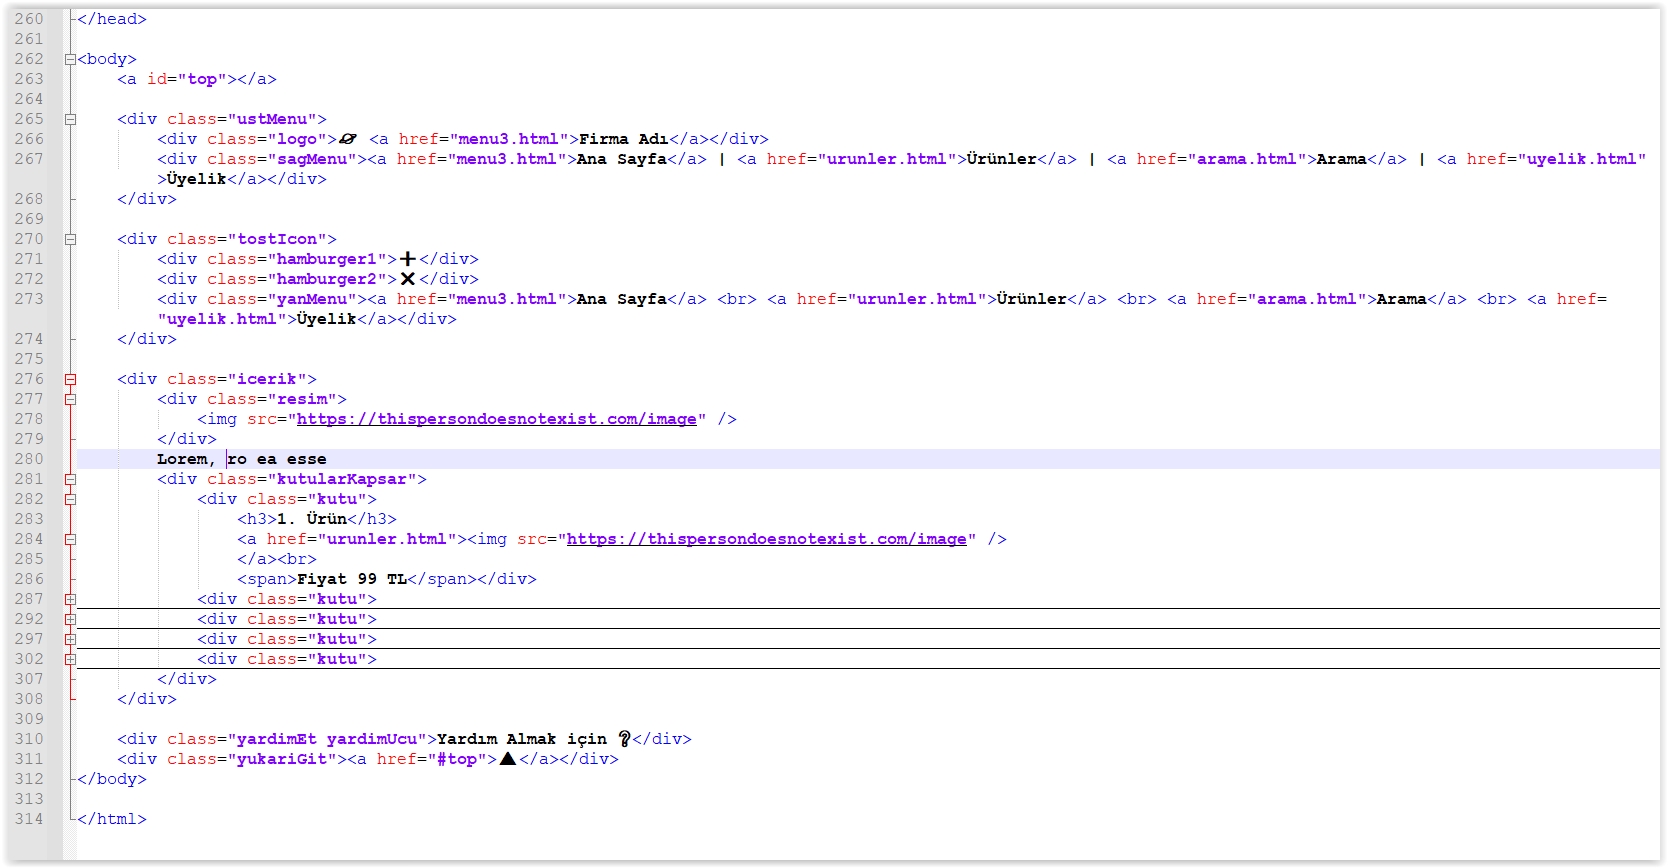 260 </head>
261
262 <body>
263 <a id="top"></a>
264
265 <div class="ustMenu">
266 <div class="logo">🪐 <a href="menu3.html">Firma Adı</a></div>
267 <div class="sagMenu"><a href="menu3.html">Ana Sayfa</a> | <a href="urunler.html">Ürünler</a> | <a href="arama.html">Arama</a> | <a href="uyelik.html"
>Üyelik</a></div>
268 </div>
269
270 <div class="tostIcon">
271 <div class="hamburger1">➕</div>
272 <div class="hamburger2">✕</div>
273 <div class="yanMenu"><a href="menu3.html">Ana Sayfa</a> <br> <a href="urunler.html">Ürünler</a> <br> <a href="arama.html">Arama</a> <br> <a href=
"uyelik.html">Üyelik</a></div>
274 </div>
275
276 <div class="icerik">
277 <div class="resim">
278 <img src="https://thispersondoesnotexist.com/image" />
279 </div>
280 Lorem, ro ea esse
281 <div class="kutularKapsar">
282 <div class="kutu">
283 <h3>1. Ürün</h3>
284 <a href="urunler.html"><img src="https://thispersondoesnotexist.com/image" />
285 </a><br>
286 <span>Fiyat 99 TL</span></div>
287 <div class="kutu">
292 <div class="kutu">
297 <div class="kutu">
302 <div class="kutu">
307 </div>
308 </div>
309
310 <div class="yardimEt yardimUcu">Yardım Almak için ❓</div>
311 <div class="yukariGit"><a href="#top">▲</a></div>
312 </body>
313
314 </html>